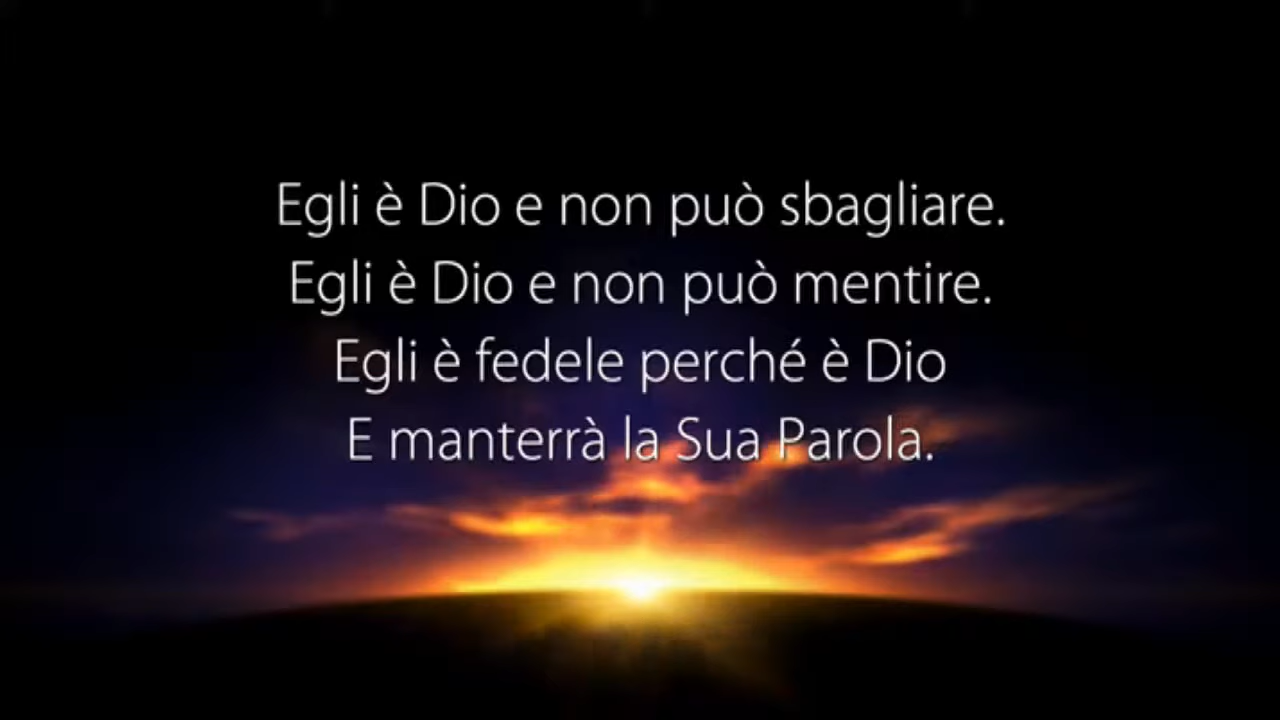 Egli è Dio e non può sbagliare.
Egli è Dio e non può mentire.
Egli è fedele perché è Dio
E manterrà la Sua Parola.